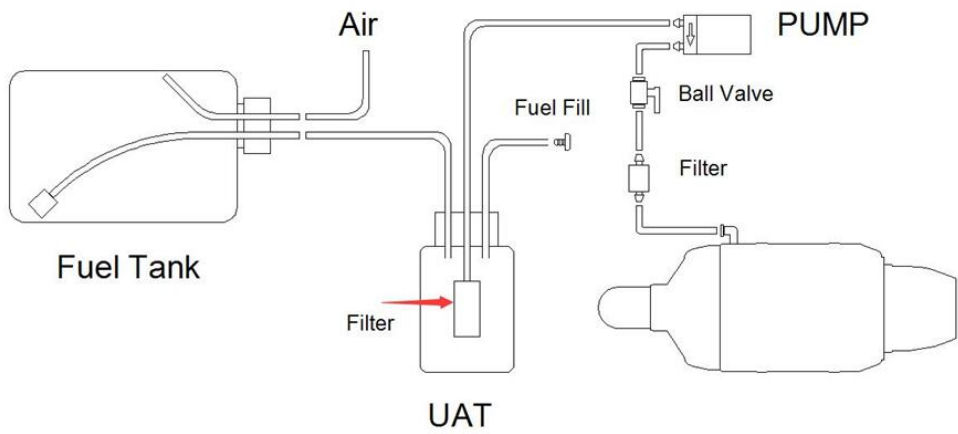 Air
PUMP
Ball Valve
Fuel Fill
Filter
Fuel Tank
Filter
UAT